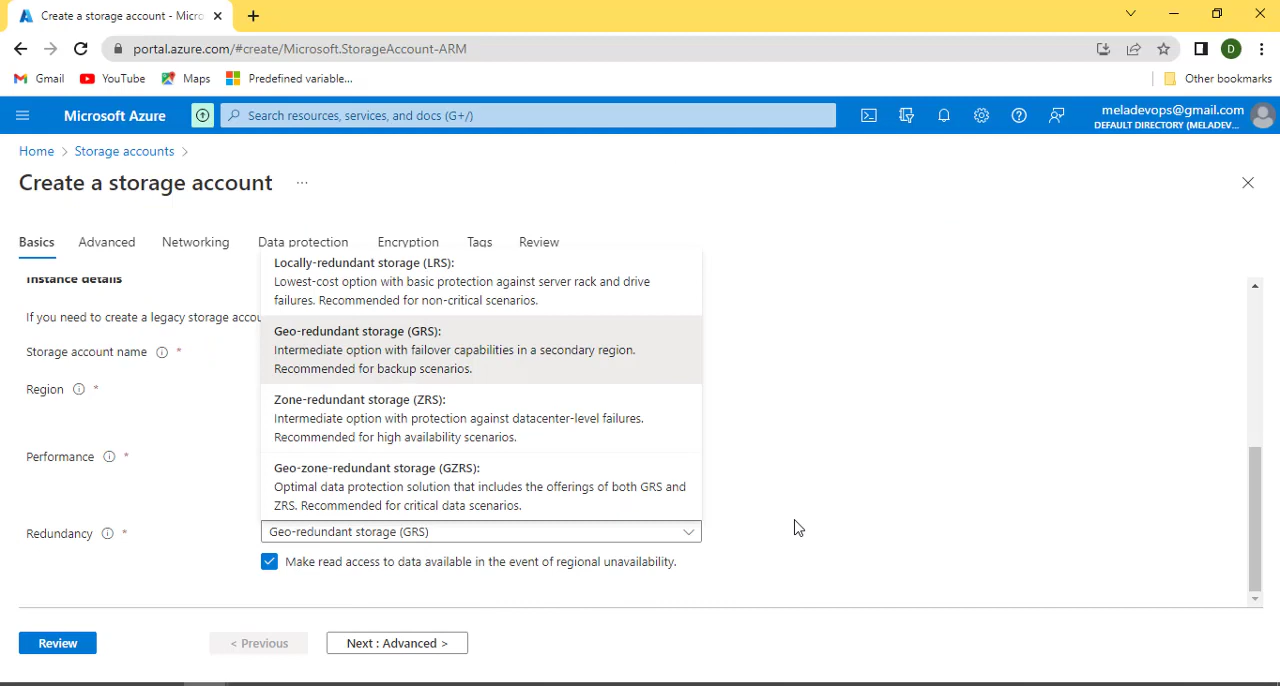 Create a storage account - Micro
portal.azure.com/#create/Microsoft.StorageAccount-ARM
D
Gmail YouTube Maps Predefined variable... Other bookmarks
Microsoft Azure Search resources, services, and docs (G+/) meladevops@gmail.com
DEFAULT DIRECTORY (MELADEV...
Home > Storage accounts >
Create a storage account ...
Basics Advanced Networking Data protection Encryption Tags Review
Instance details
If you need to create a legacy storage accou
Storage account name *
Region *
Performance *
Redundancy *
Locally-redundant storage (LRS):
Lowest-cost option with basic protection against server rack and drive
failures. Recommended for non-critical scenarios.
Geo-redundant storage (GRS):
Intermediate option with failover capabilities in a secondary region.
Recommended for backup scenarios.
Zone-redundant storage (ZRS):
Intermediate option with protection against datacenter-level failures.
Recommended for high availability scenarios.
Geo-zone-redundant storage (GZRS):
Optimal data protection solution that includes the offerings of both GRS and
ZRS. Recommended for critical data scenarios.
Geo-redundant storage (GRS)
Make read access to data available in the event of regional unavailability.
Review < Previous Next : Advanced >